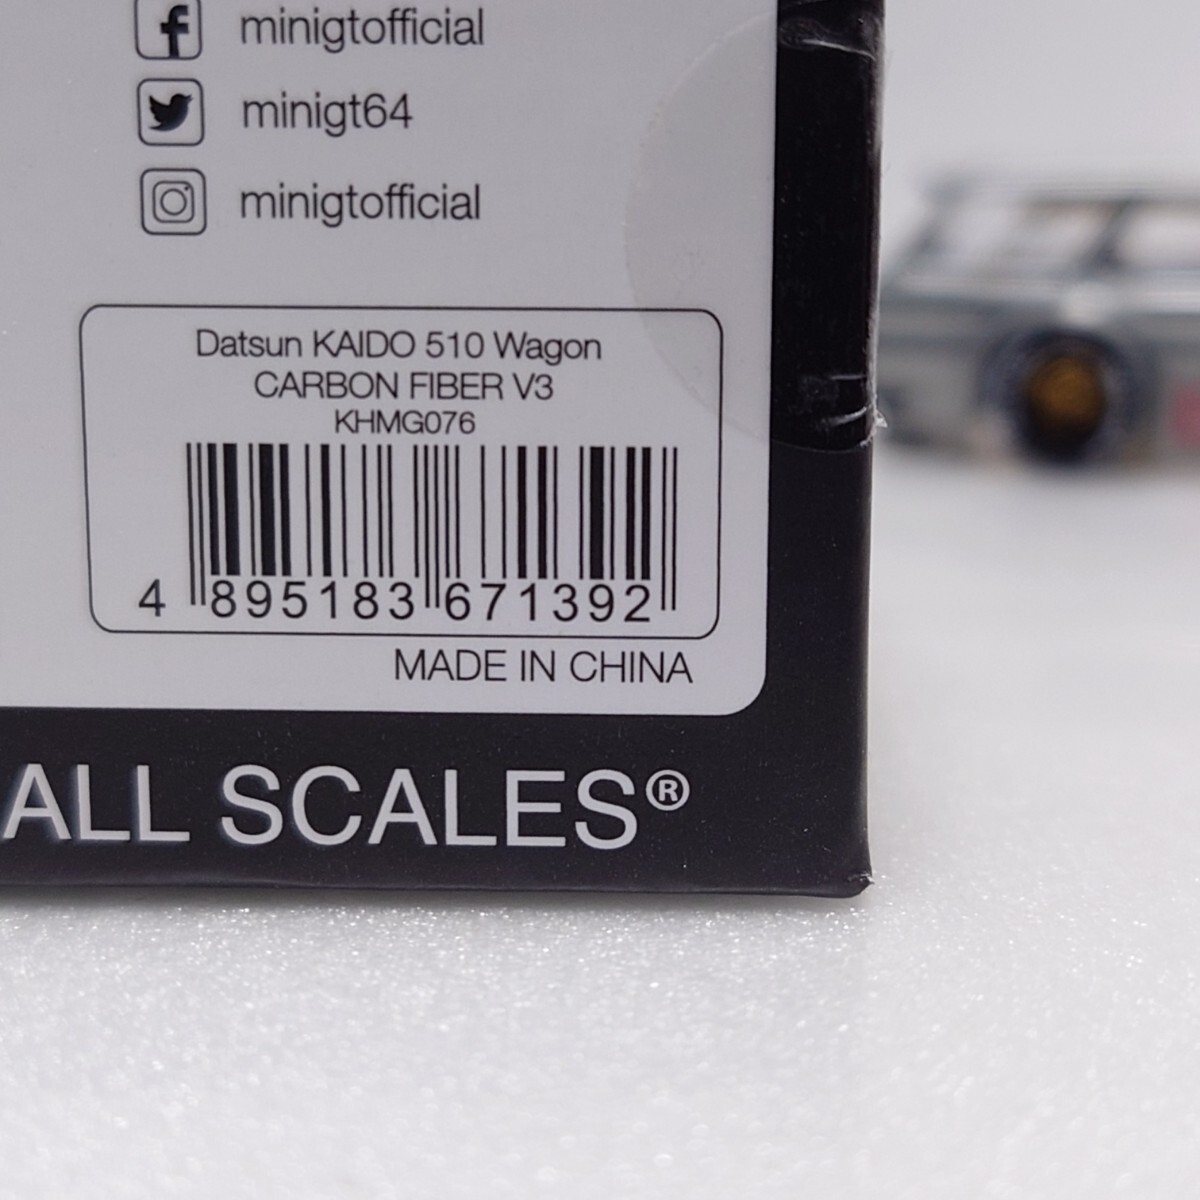 minigtofficial
minigt64
minigtofficial
Datsun KAIDO 510 Wagon
CARBON FIBER V3
KHMG076
4 895183 671392
MADE IN CHINA
ALL SCALES®